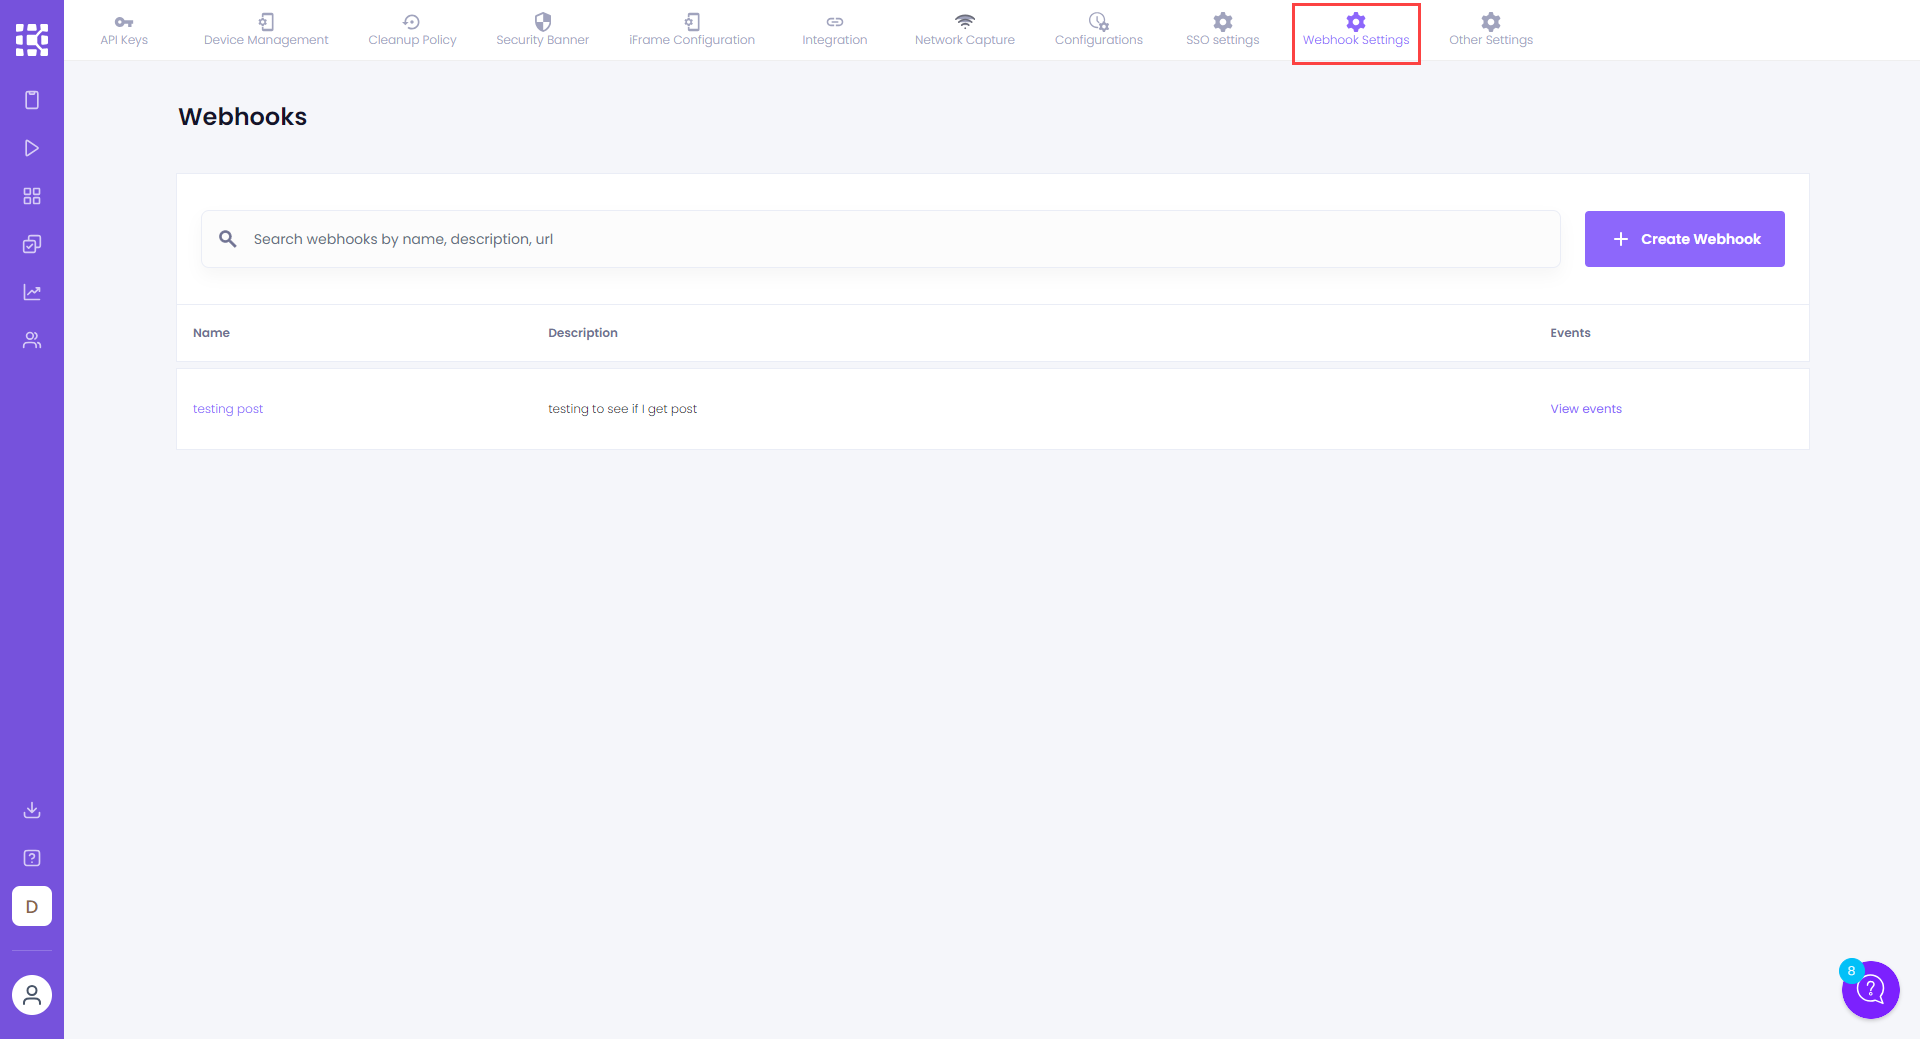 API Keys
Device Management
Cleanup Policy
Security Banner
iFrame Configuration
Integration
Network Capture
Configurations
SSO settings
Webhook Settings
Other Settings
Webhooks
Search webhooks by name, description, url
Create Webhook
Name Description Events
testing post testing to see if I get post View events
D
8